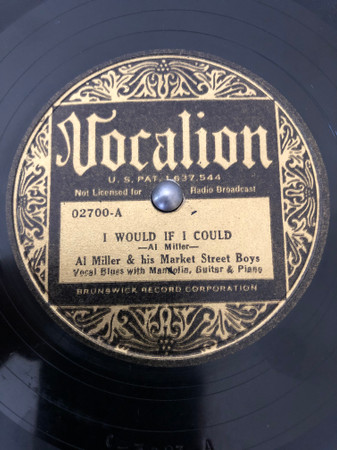 Vocalion
U. S. PAT. 1,637,544
Not Licensed for Radio Broadcast
02700-A
I WOULD IF I COULD
—Al Miller—
Al Miller & his Market Street Boys
Vocal Blues with Mandolin, Guitar & Piano
BRUNSWICK RECORD CORPORATION